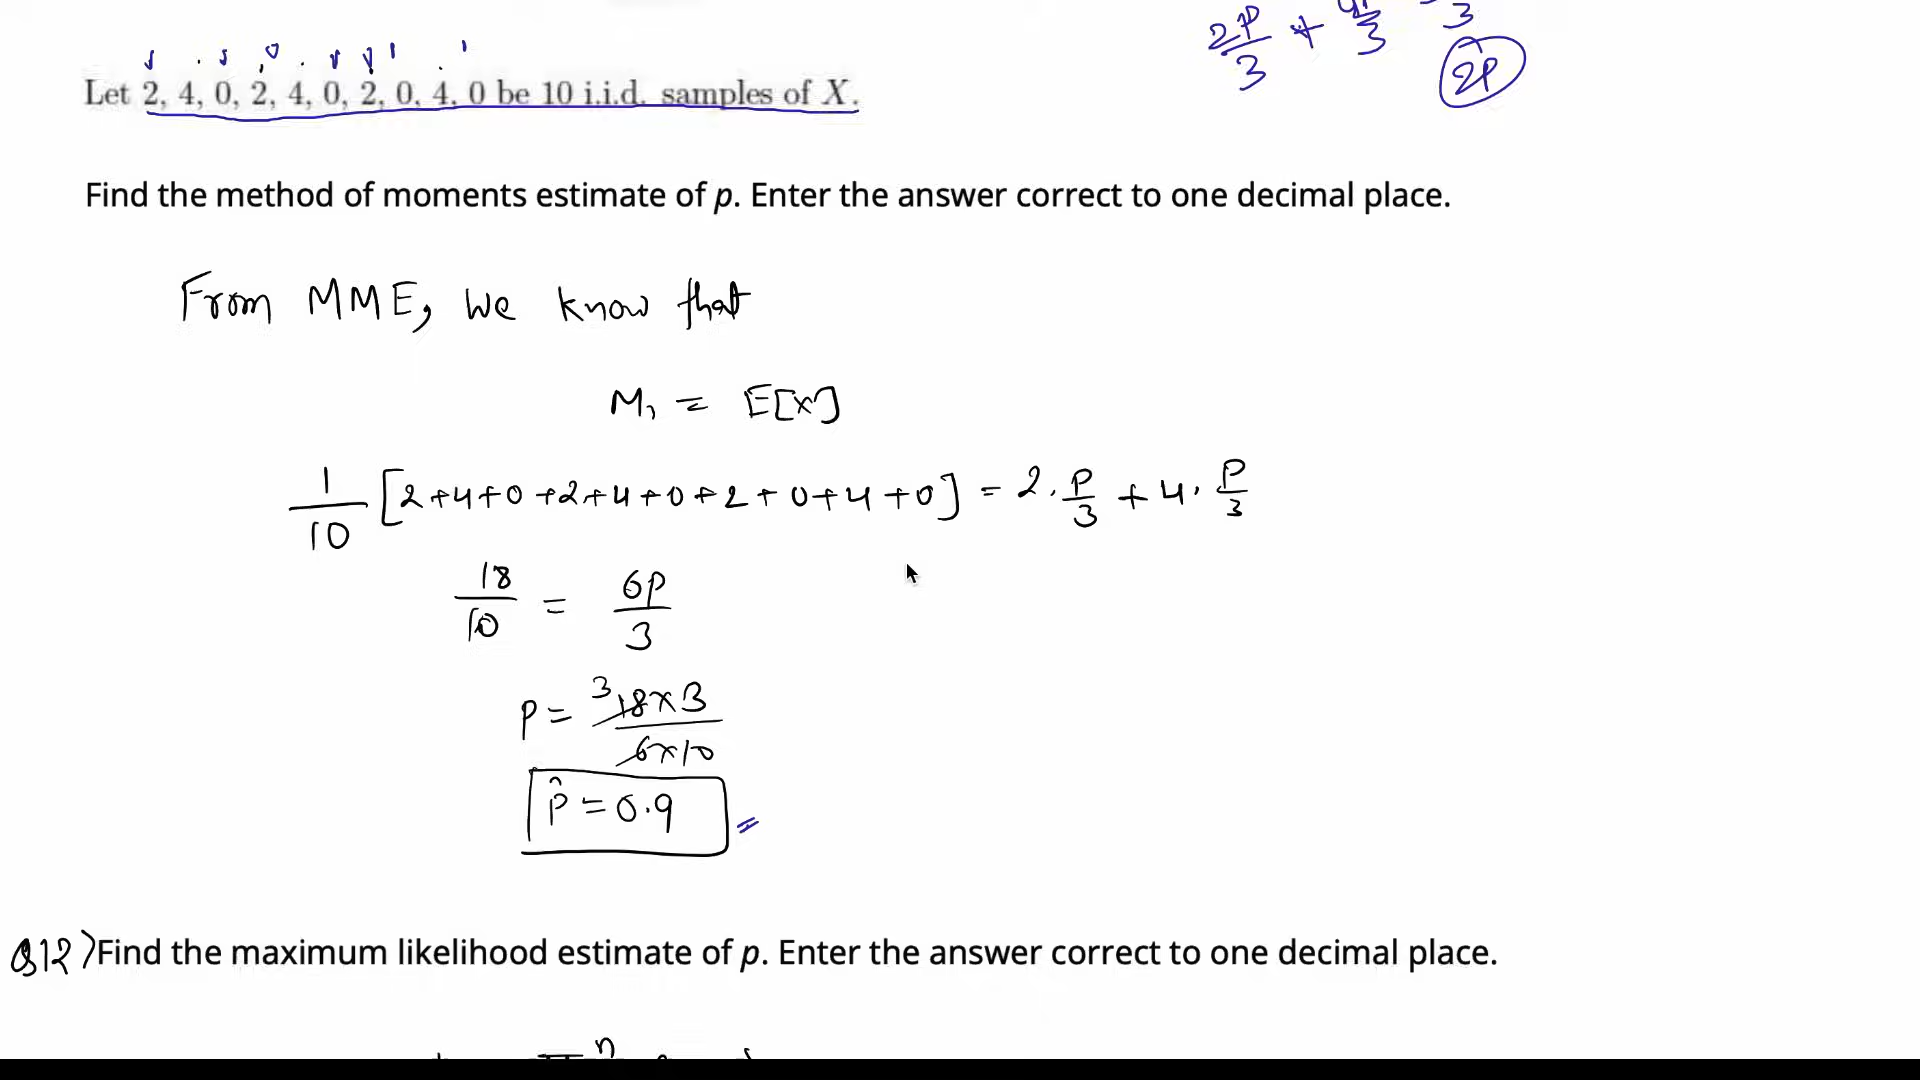 2p/3 + 3
2p
Let 2, 4, 0, 2, 4, 0, 2, 0, 4, 0 be 10 i.i.d. samples of X.
Find the method of moments estimate of p. Enter the answer correct to one decimal place.
From MME, we know that
M₁ = E[X]
1/10 [2+4+0+2+4+0+2+0+4+0] = 2·p/3 + 4·p/3
18/10 = 6p/3
p = 3 18×3/6×10
p̂ = 0.9
Q12) Find the maximum likelihood estimate of p. Enter the answer correct to one decimal place.
n